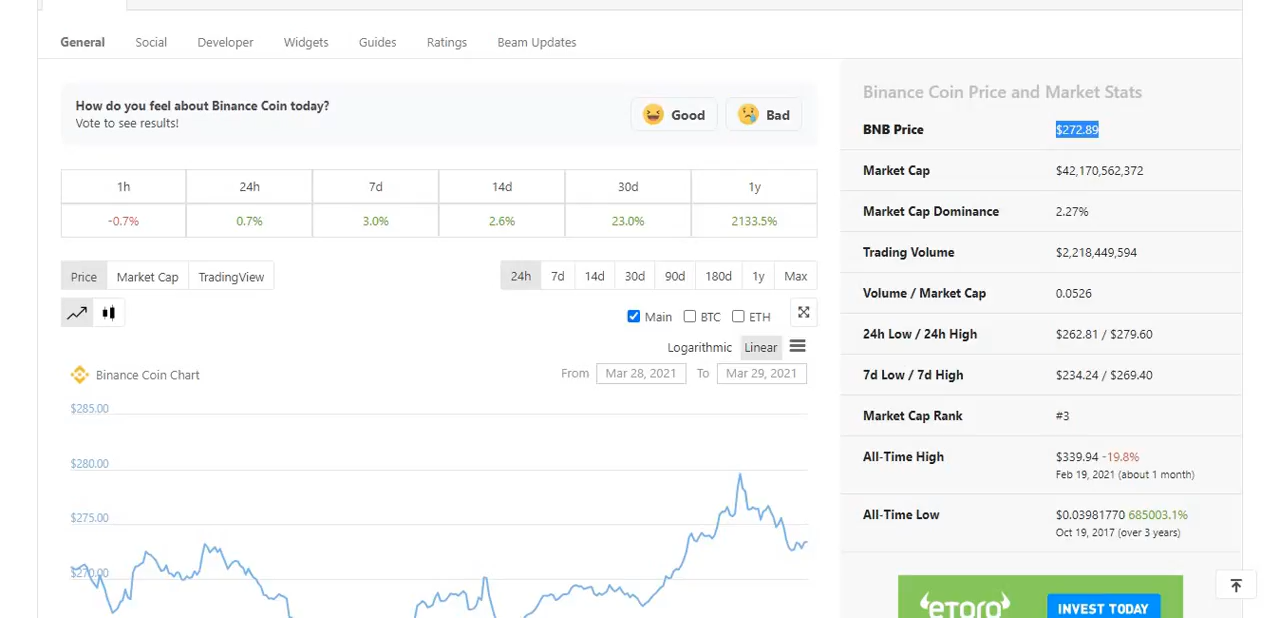 General Social Developer Widgets Guides Ratings Beam Updates
How do you feel about Binance Coin today?
Vote to see results!
Good Bad
1h 24h 7d 14d 30d 1y
-0.7% 0.7% 3.0% 2.6% 23.0% 2133.5%
Price Market Cap TradingView
24h 7d 14d 30d 90d 180d 1y Max
Main BTC ETH
Logarithmic Linear
Binance Coin Chart
From Mar 28, 2021 To Mar 29, 2021
$285.00
$280.00
$275.00
$270.00
Binance Coin Price and Market Stats
BNB Price $272.89
Market Cap $42,170,562,372
Market Cap Dominance 2.27%
Trading Volume $2,218,449,594
Volume / Market Cap 0.0526
24h Low / 24h High $262.81 / $279.60
7d Low / 7d High $234.24 / $269.40
Market Cap Rank #3
All-Time High $339.94 -19.8%
Feb 19, 2021 (about 1 month)
All-Time Low $0.03981770 685003.1%
Oct 19, 2017 (over 3 years)
eToro INVEST TODAY